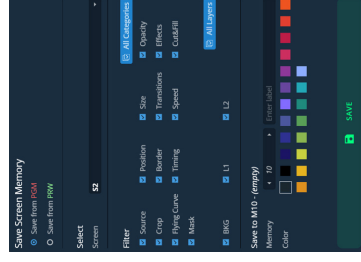 Save Screen Memory
Save from PGM
Save from PRW
Select
Screen S2
Filter All Categories
Source Position Size Opacity
Crop Border Transitions Effects
Flying Curve Timing Speed Cut&Fill
Mask
All Layers
BKG L1 L2
Save to M10 - (empty)
Memory 10 Enter label
Color
SAVE